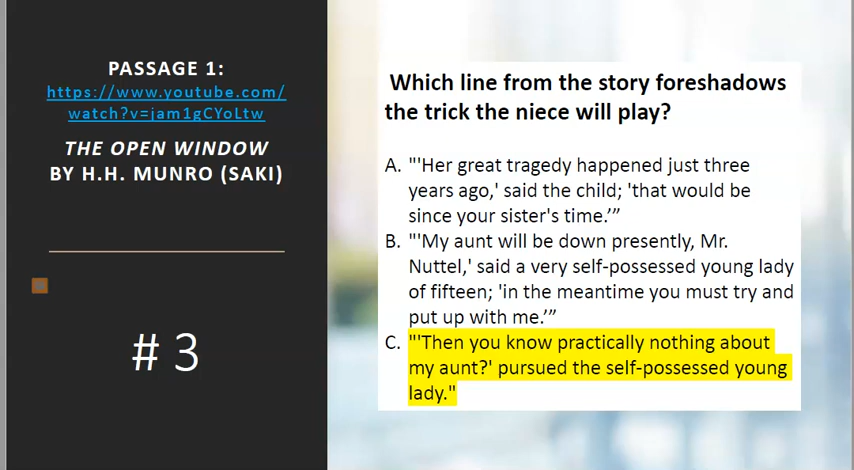 PASSAGE 1:
https://www.youtube.com/
watch?v=jam1gCYoLtw
THE OPEN WINDOW
BY H.H. MUNRO (SAKI)
# 3
Which line from the story foreshadows
the trick the niece will play?
A. "'Her great tragedy happened just three
years ago,' said the child; 'that would be
since your sister's time.’”
B. "'My aunt will be down presently, Mr.
Nuttel,' said a very self-possessed young lady
of fifteen; 'in the meantime you must try and
put up with me.’”
C. "'Then you know practically nothing about
my aunt?' pursued the self-possessed young
lady."